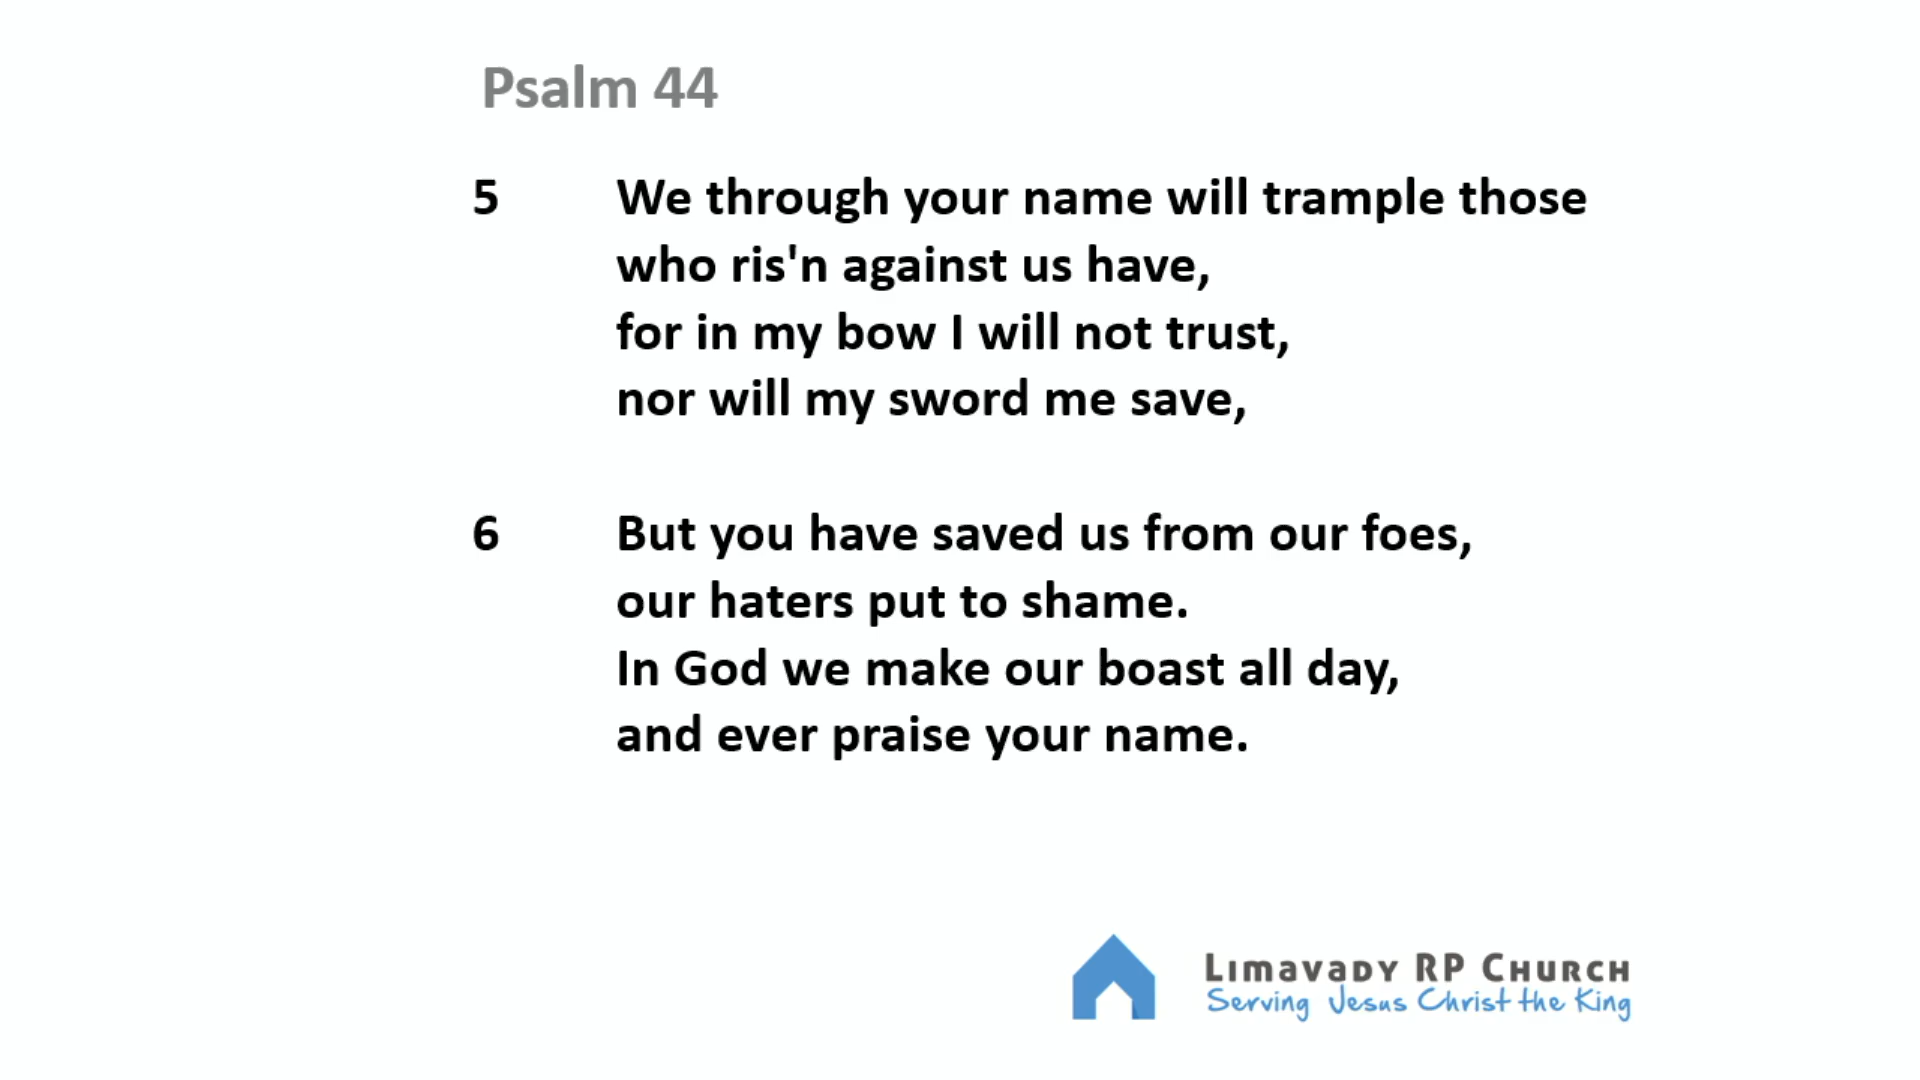 Psalm 44
5 We through your name will trample those
who ris'n against us have,
for in my bow I will not trust,
nor will my sword me save,
6 But you have saved us from our foes,
our haters put to shame.
In God we make our boast all day,
and ever praise your name.
Limavady RP Church
Serving Jesus Christ the King